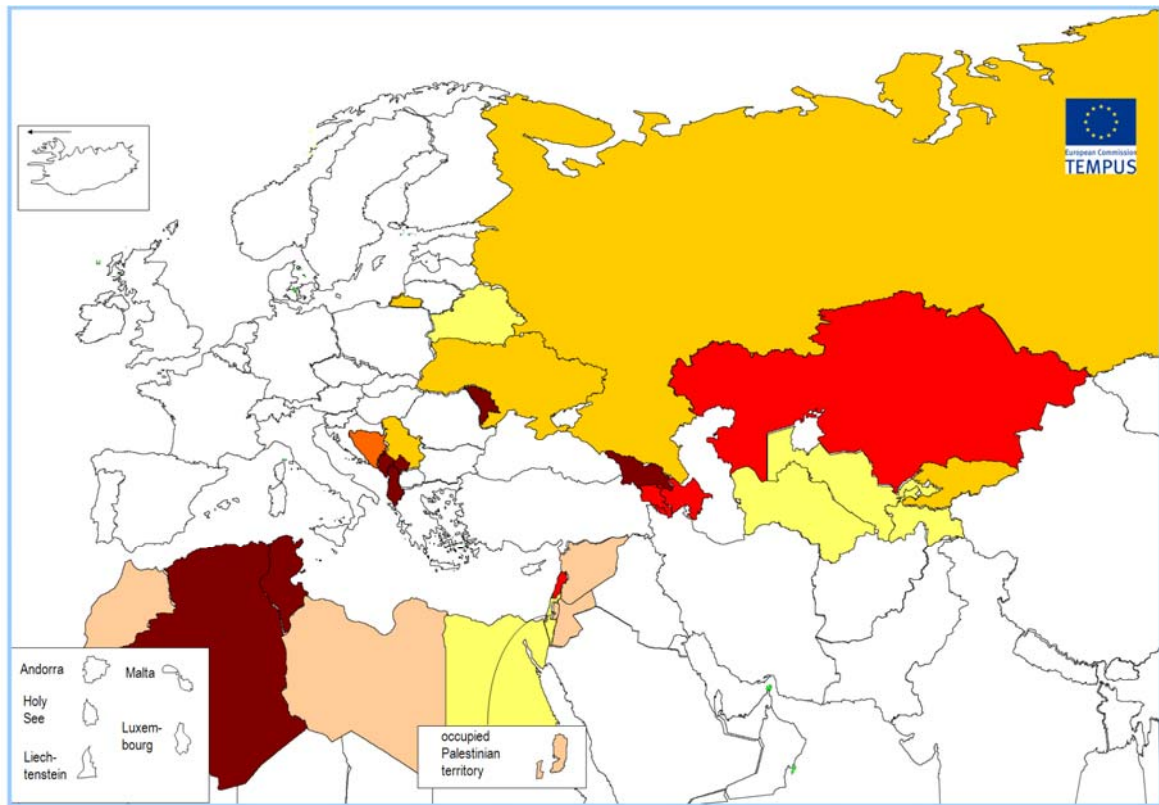 European Commission
TEMPUS
Andorra
Malta
Holy
See
Luxem-
bourg
Liech-
tenstein
occupied
Palestinian
territory